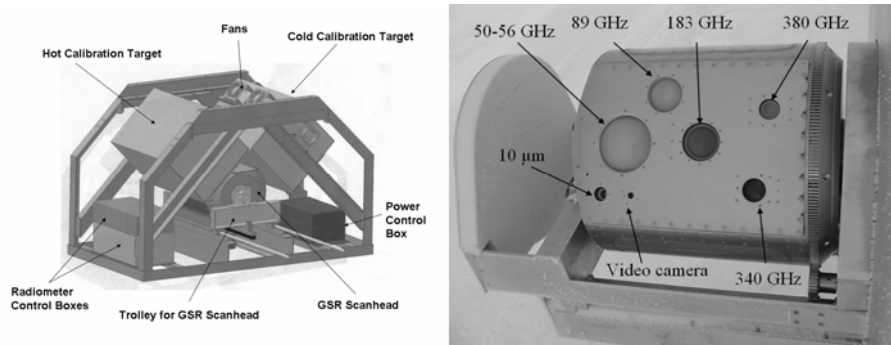 Fans
Cold Calibration Target
Hot Calibration Target
Power
Control
Box
Radiometer
Control Boxes
Trolley for GSR Scanhead
GSR Scanhead
50-56 GHz
89 GHz
183 GHz
380 GHz
10 µm
Video camera
340 GHz